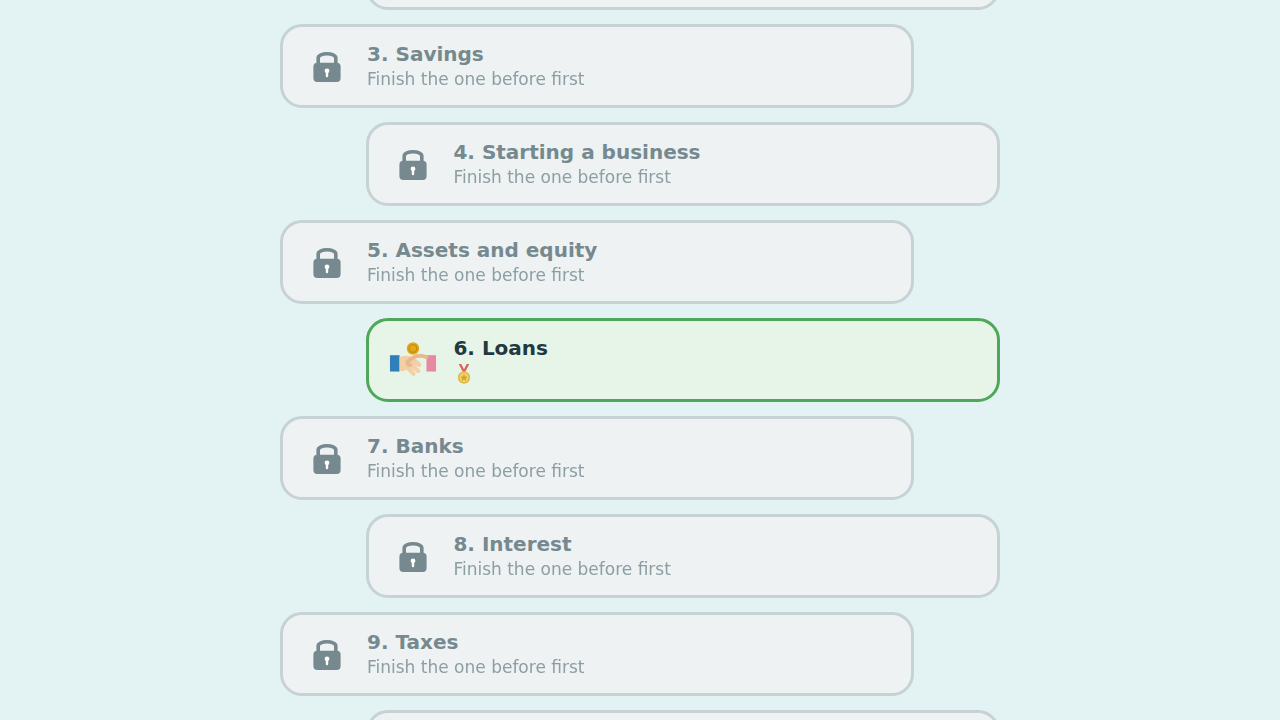 3. Savings
Finish the one before first
4. Starting a business
Finish the one before first
5. Assets and equity
Finish the one before first
6. Loans
7. Banks
Finish the one before first
8. Interest
Finish the one before first
9. Taxes
Finish the one before first